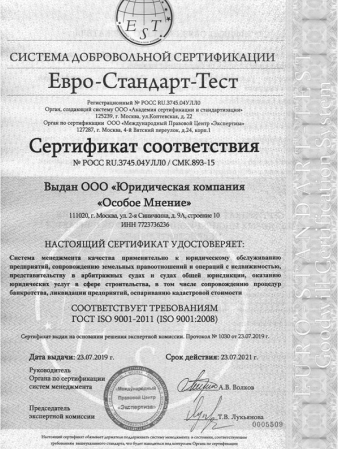 EST
СИСТЕМА ДОБРОВОЛЬНОЙ СЕРТИФИКАЦИИ
Евро-Стандарт-Тест
Регистрационный № РОСС RU.3745.04УЛЛ0
Орган, создающий систему ООО «Академия сертификации и стандартизации»
125239, г. Москва, ул.Коптевская, д. 22
Орган по сертификации ООО «Международный Правовой Центр «Экспертиза»
127287, г. Москва, 4-й Вятский переулок, д.24, корп.1
Сертификат соответствия
№ РОСС RU.3745.04УЛЛ0 / СМК.893-15
Выдан ООО «Юридическая компания
«Особое Мнение»
111020, г. Москва, ул. 2-я Синичкина, д. 9А, строение 10
ИНН 7723736236
НАСТОЯЩИЙ СЕРТИФИКАТ УДОСТОВЕРЯЕТ:
Система менеджмента качества применительно к юридическому обслуживанию
предприятий, сопровождению земельных правоотношений и операций с недвижимостью,
представительству в арбитражных судах и судах общей юрисдикции, оказанию
юридических услуг в сфере строительства, в том числе сопровождению процедур
банкротства, ликвидации предприятий, оспариванию кадастровой стоимости
СООТВЕТСТВУЕТ ТРЕБОВАНИЯМ
ГОСТ ISO 9001-2011 (ISO 9001:2008)
Сертификат выдан на основании решения экспертной комиссии. Протокол № 1030 от 23.07.2019 г.
Дата выдачи: 23.07.2019 г. Срок действия: 23.07.2021 г.
Руководитель
Органа по сертификации
систем менеджмента
А.В. Волков
Международный
Правовой Центр
«Экспертиза»
Председатель
экспертной комиссии
Т.В. Лукьянова
0005509
Настоящий сертификат обязывает держателя поддерживать систему менеджмента в состоянии, соответствующем